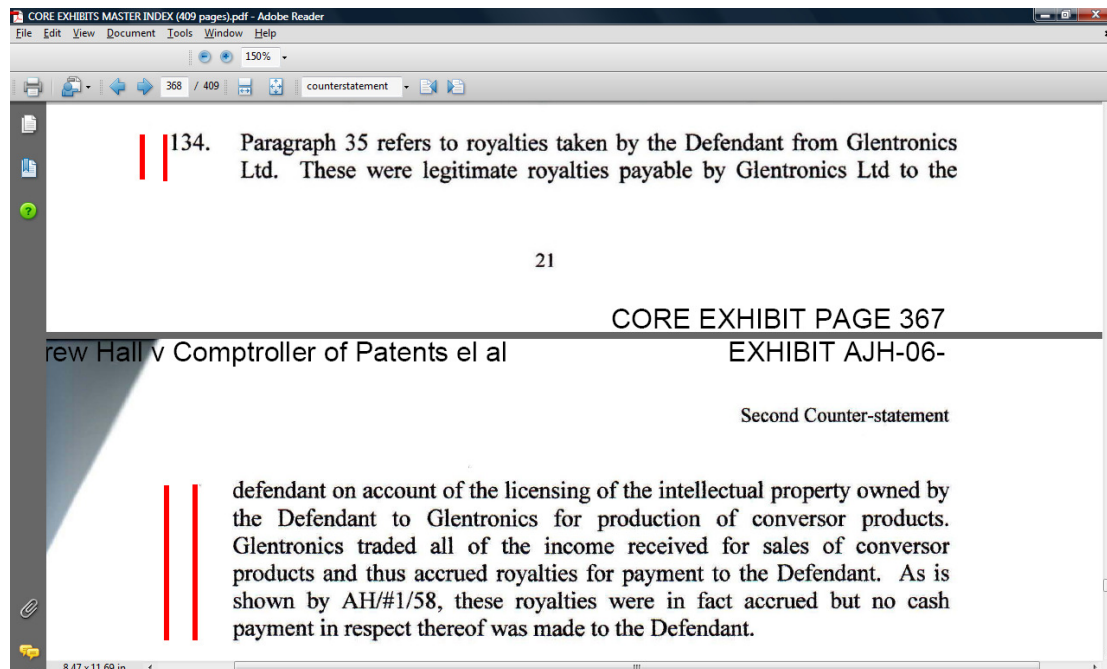 CORE EXHIBITS MASTER INDEX (409 pages).pdf - Adobe Reader
File Edit View Document Tools Window Help
150%
368 / 409 counterstatement
134. Paragraph 35 refers to royalties taken by the Defendant from Glentronics
Ltd. These were legitimate royalties payable by Glentronics Ltd to the
21
CORE EXHIBIT PAGE 367
rew Hall v Comptroller of Patents el al EXHIBIT AJH-06-
Second Counter-statement
defendant on account of the licensing of the intellectual property owned by
the Defendant to Glentronics for production of conversor products.
Glentronics traded all of the income received for sales of conversor
products and thus accrued royalties for payment to the Defendant. As is
shown by AH/#1/58, these royalties were in fact accrued but no cash
payment in respect thereof was made to the Defendant.
8.47 x 11.69 in